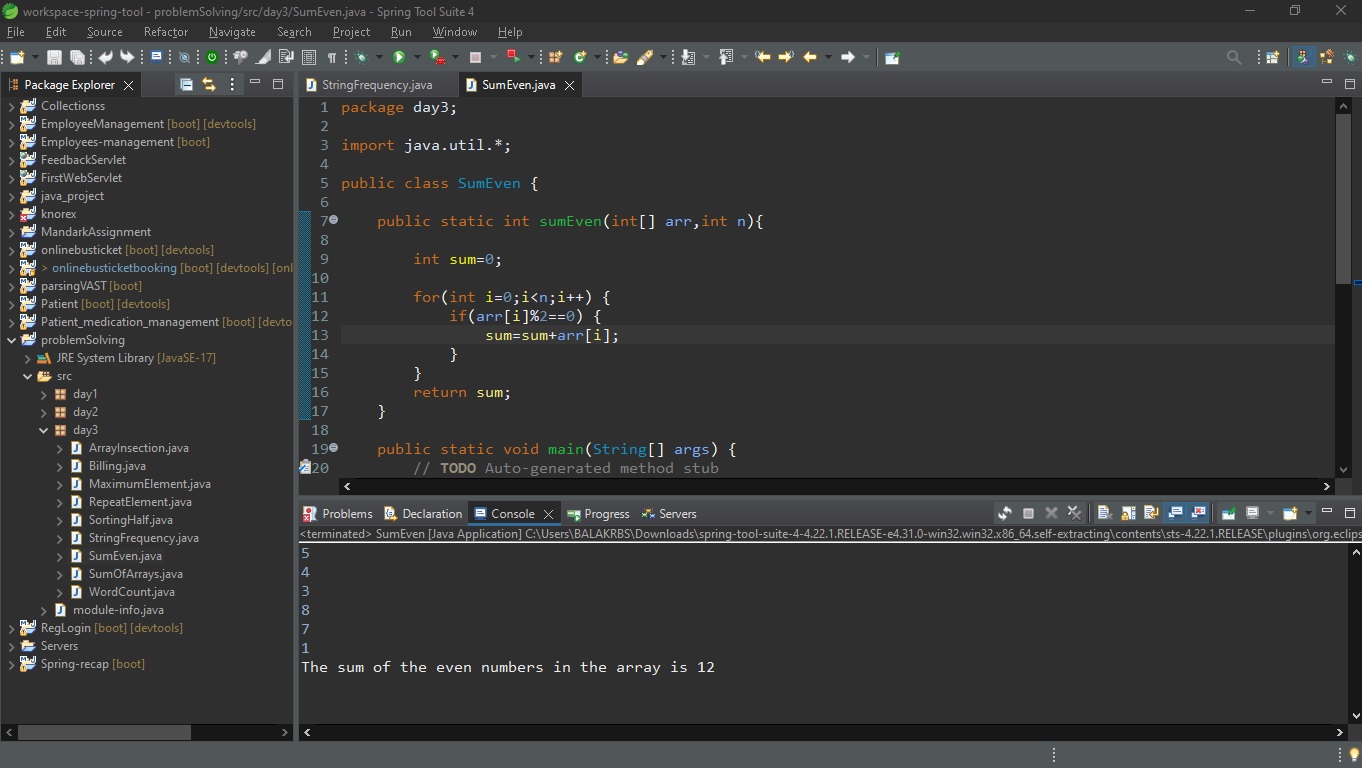 workspace-spring-tool - problemSolving/src/day3/SumEven.java - Spring Tool Suite 4
File Edit Source Refactor Navigate Search Project Run Window Help
Package Explorer
Collectionss
EmployeeManagement [boot] [devtools]
Employees-management [boot]
FeedbackServlet
FirstWebServlet
java_project
knorex
MandarkAssignment
onlinebusticket [boot] [devtools]
> onlinebusticketbooking [boot] [devtools] [onl
parsingVAST [boot]
Patient [boot] [devtools]
Patient_medication_management [boot] [devto
problemSolving
JRE System Library [JavaSE-17]
src
day1
day2
day3
ArrayInsection.java
Billing.java
MaximumElement.java
RepeatElement.java
SortingHalf.java
StringFrequency.java
SumEven.java
SumOfArrays.java
WordCount.java
module-info.java
RegLogin [boot] [devtools]
Servers
Spring-recap [boot]
StringFrequency.java SumEven.java
1 package day3;
2
3 import java.util.*;
4
5 public class SumEven {
6
7 public static int sumEven(int[] arr,int n){
8
9 int sum=0;
10
11 for(int i=0;i<n;i++) {
12 if(arr[i]%2==0) {
13 sum=sum+arr[i];
14 }
15 }
16 return sum;
17 }
18
19 public static void main(String[] args) {
20 // TODO Auto-generated method stub
Problems Declaration Console Progress Servers
<terminated> SumEven [Java Application] C:\Users\BALAKRBS\Downloads\spring-tool-suite-4-4.22.1.RELEASE-e4.31.0-win32.win32.x86_64.self-extracting\contents\sts-4.22.1.RELEASE\plugins\org.eclips
5
4
3
8
7
1
The sum of the even numbers in the array is 12